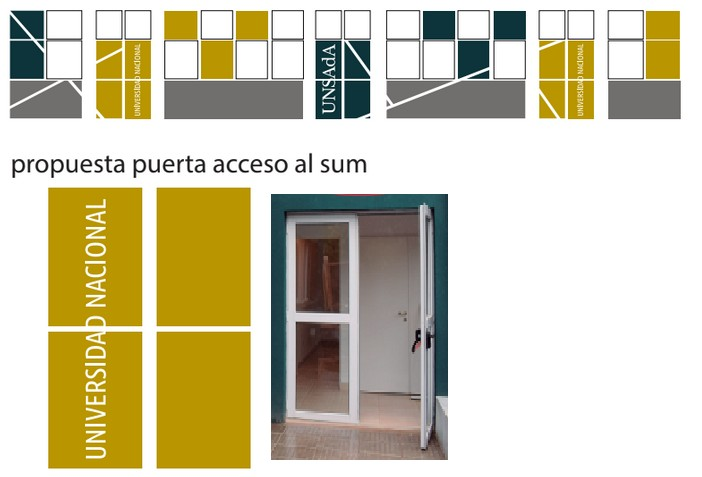 UNIVERSIDAD NACIONAL
UNSAdA
UNIVERSIDAD NACIONAL
propuesta puerta acceso al sum
UNIVERSIDAD NACIONAL